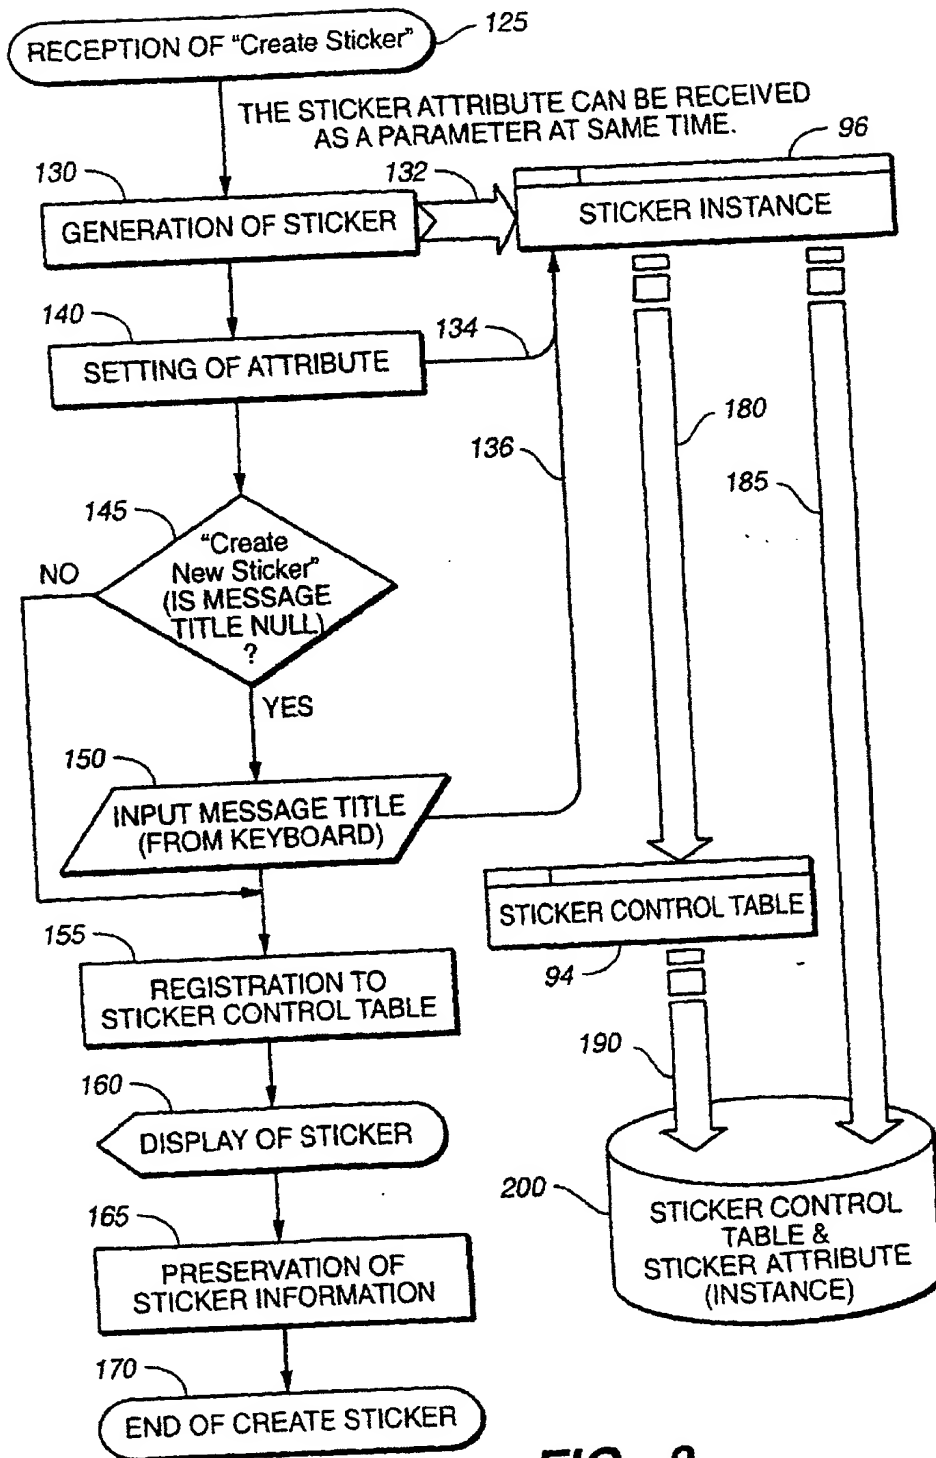 RECEPTION OF "Create Sticker"
125
THE STICKER ATTRIBUTE CAN BE RECEIVED
AS A PARAMETER AT SAME TIME.
130
132
96
GENERATION OF STICKER
STICKER INSTANCE
140
134
SETTING OF ATTRIBUTE
180
136
185
145
"Create
New Sticker"
(IS MESSAGE
TITLE NULL)
?
NO
YES
150
INPUT MESSAGE TITLE
(FROM KEYBOARD)
STICKER CONTROL TABLE
94
155
REGISTRATION TO
STICKER CONTROL TABLE
190
160
DISPLAY OF STICKER
200
STICKER CONTROL
TABLE &
STICKER ATTRIBUTE
(INSTANCE)
165
PRESERVATION OF
STICKER INFORMATION
170
END OF CREATE STICKER